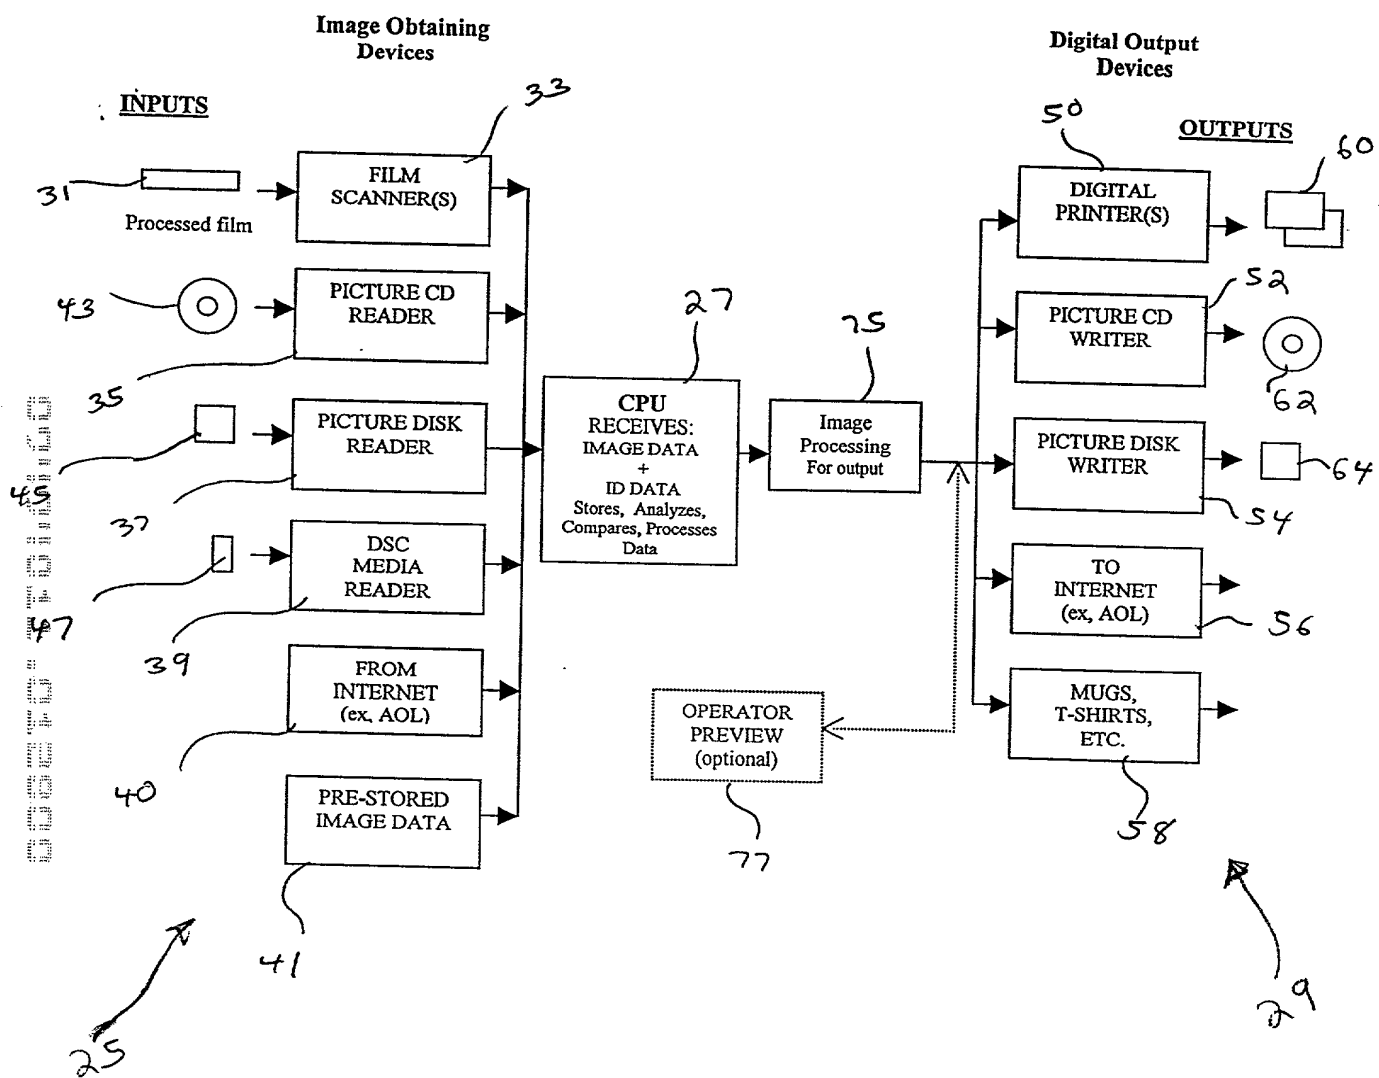 Image Obtaining
Devices
Digital Output
Devices
INPUTS
OUTPUTS
33
50
60
31
Processed film
FILM
SCANNER(S)
DIGITAL
PRINTER(S)
43
PICTURE CD
READER
35
27
75
52
PICTURE CD
WRITER
62
45
PICTURE DISK
READER
37
CPU
RECEIVES:
IMAGE DATA
+
ID DATA
Stores, Analyzes,
Compares, Processes
Data
Image
Processing
For output
PICTURE DISK
WRITER
64
54
47
DSC
MEDIA
READER
39
TO
INTERNET
(ex, AOL)
56
FROM
INTERNET
(ex, AOL)
40
OPERATOR
PREVIEW
(optional)
77
MUGS,
T-SHIRTS,
ETC.
58
PRE-STORED
IMAGE DATA
41
25
29